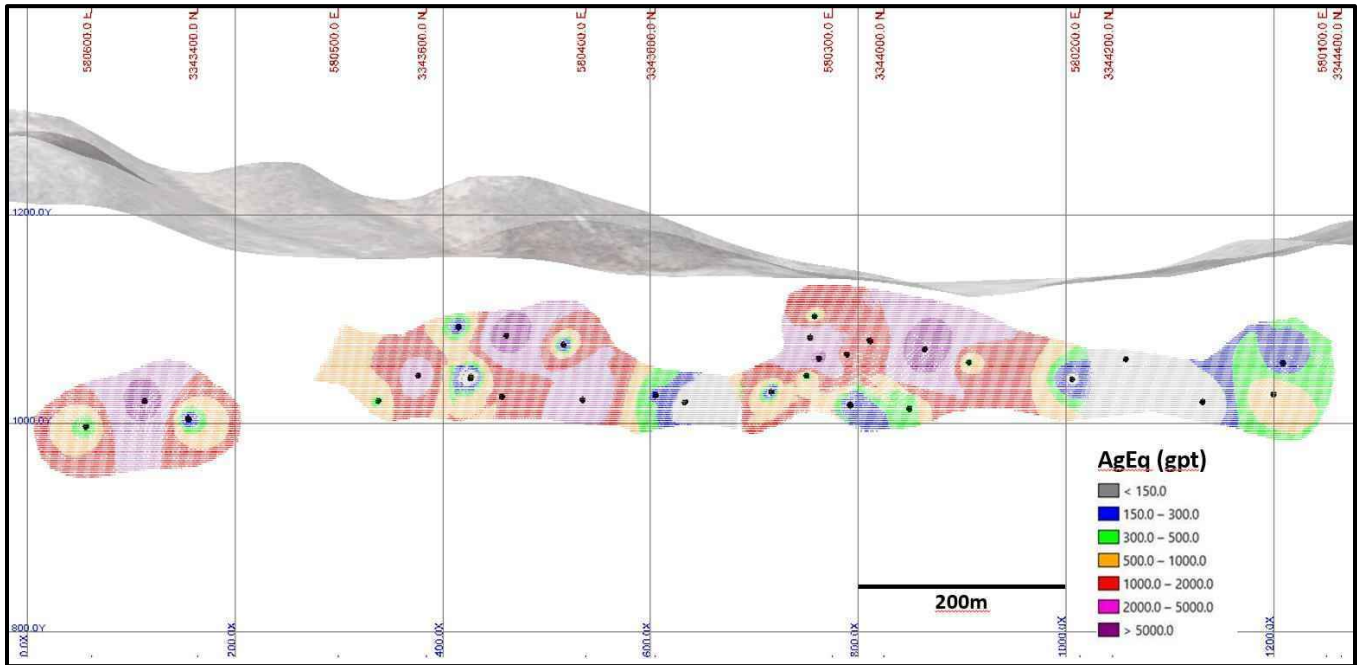 580600.0 E
3343400.0 N
580500.0 E
3343600.0 N
580400.0 E
3343800.0 N
580300.0 E
3344000.0 N
580200.0 E
3344200.0 N
580100.0 E
3344400.0 N
1200.0Y
1000.0Y
AgEq (gpt)
< 150.0
150.0 – 300.0
300.0 – 500.0
500.0 – 1000.0
1000.0 – 2000.0
2000.0 – 5000.0
> 5000.0
200m
800.0Y
0.0X
200.0X
400.0X
600.0X
800.0X
1000.0X
1200.0X